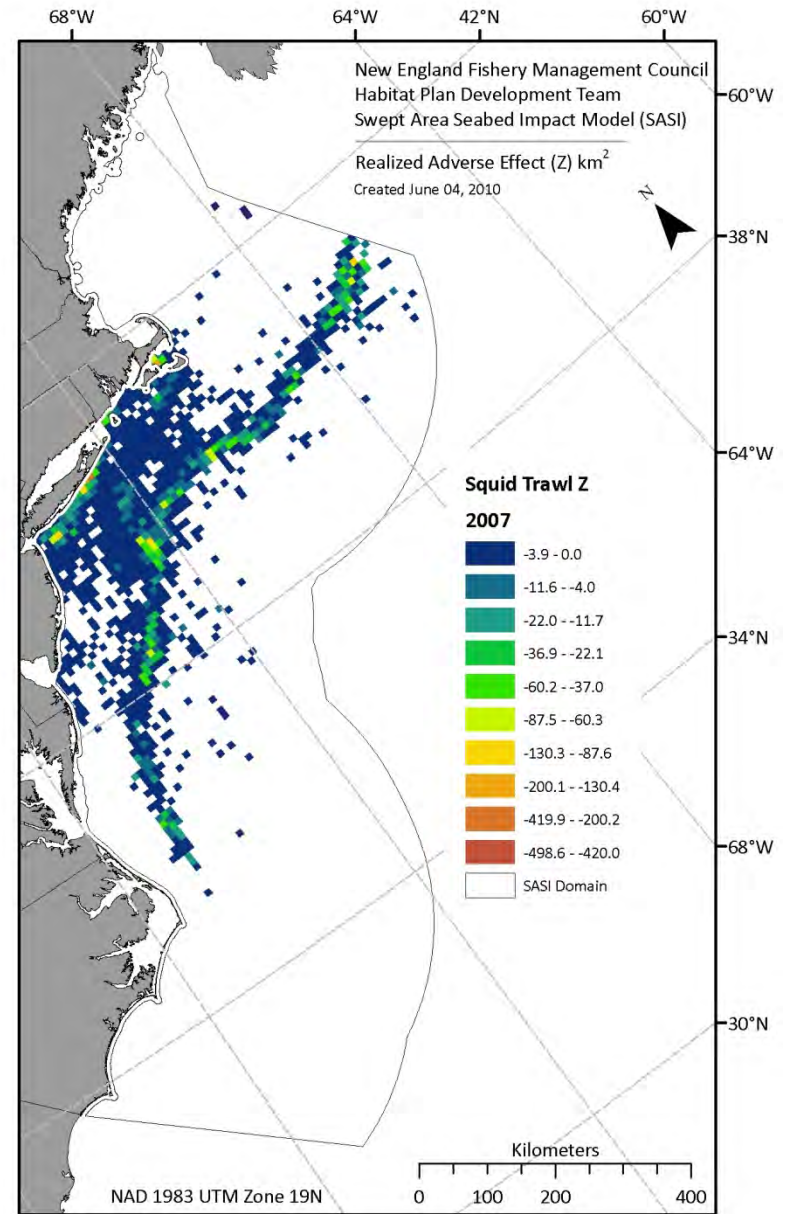 68°W 64°W 42°N 60°W
New England Fishery Management Council
Habitat Plan Development Team
Swept Area Seabed Impact Model (SASI)
Realized Adverse Effect (Z) km²
Created June 04, 2010
N
60°W
38°N
64°W
34°N
68°W
30°N
Squid Trawl Z
2007
-3.9 - 0.0
-11.6 - -4.0
-22.0 - -11.7
-36.9 - -22.1
-60.2 - -37.0
-87.5 - -60.3
-130.3 - -87.6
-200.1 - -130.4
-419.9 - -200.2
-498.6 - -420.0
SASI Domain
Kilometers
0 100 200 400
NAD 1983 UTM Zone 19N